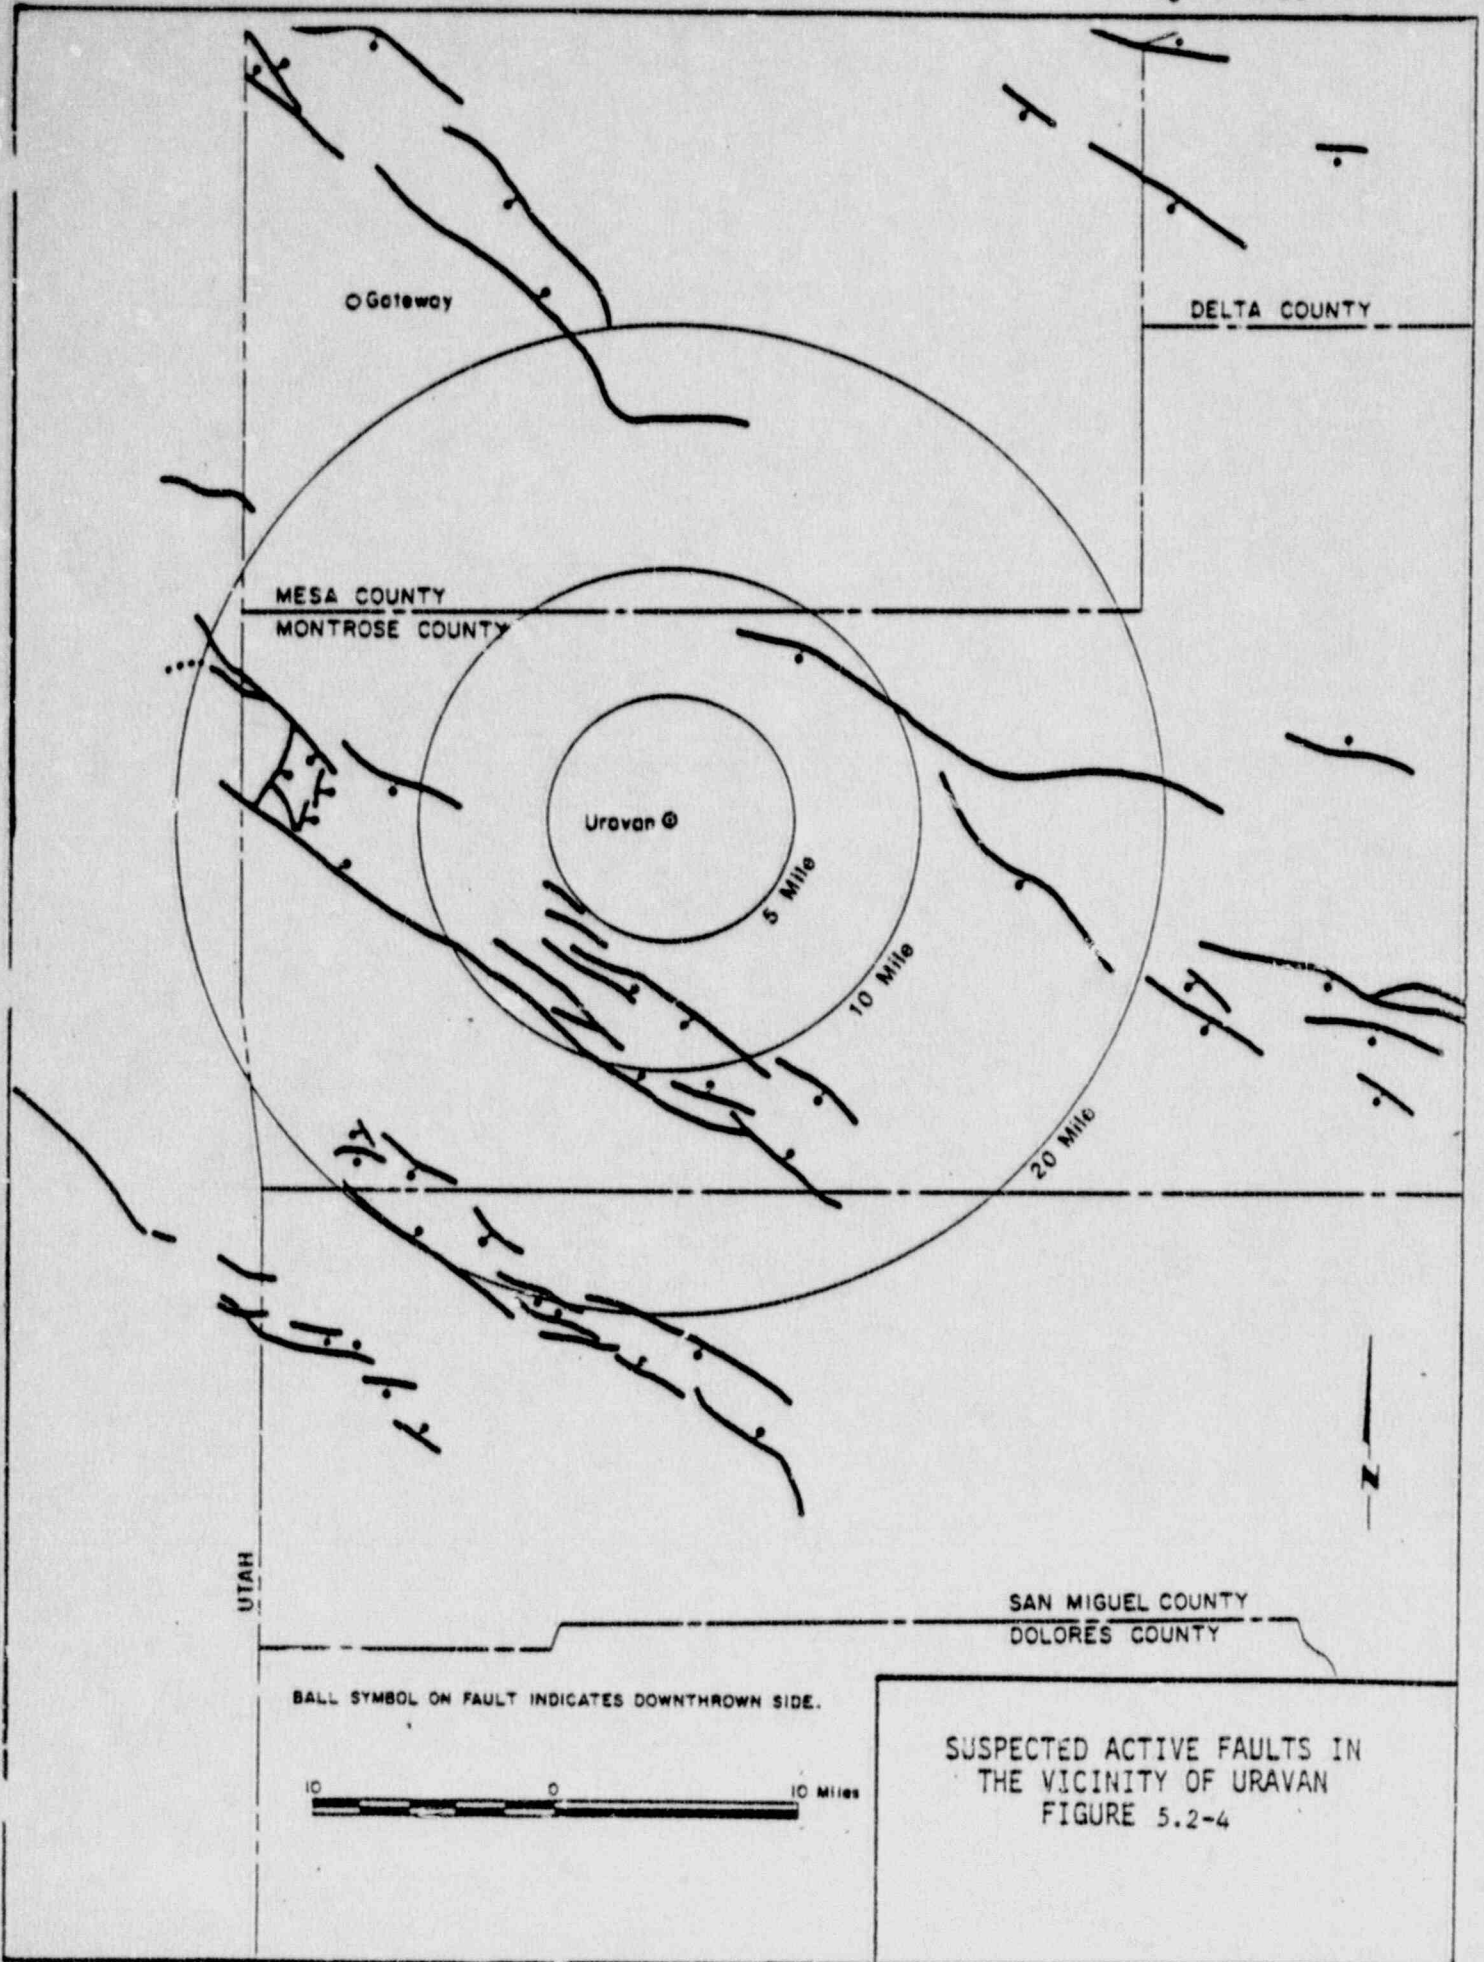 Gateway
DELTA COUNTY
MESA COUNTY
MONTROSE COUNTY
Uravan
5 Mile
10 Mile
20 Mile
N
UTAH
SAN MIGUEL COUNTY
DOLORES COUNTY
BALL SYMBOL ON FAULT INDICATES DOWNTHROWN SIDE.
10 0 10 Miles
SUSPECTED ACTIVE FAULTS IN
THE VICINITY OF URAVAN
FIGURE 5.2-4